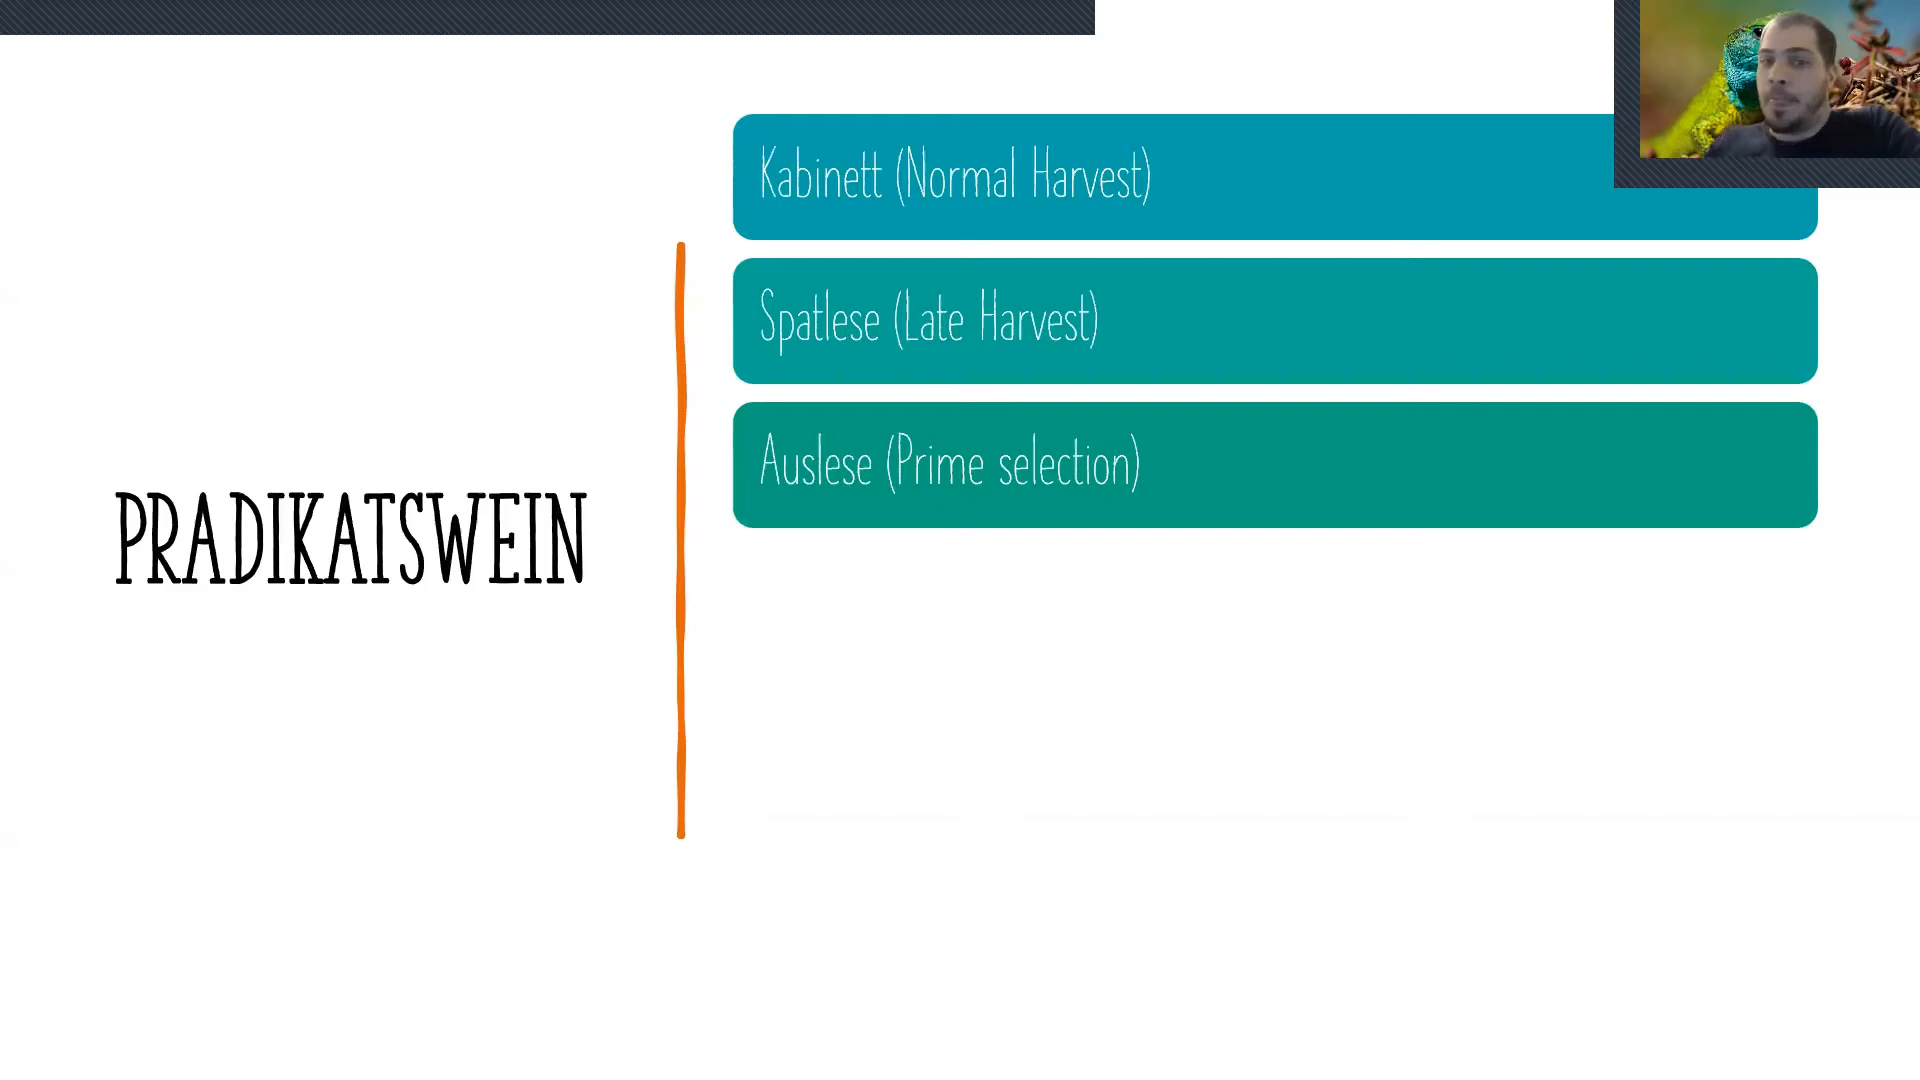 Kabinett (Normal Harvest)
Spatlese (Late Harvest)
Auslese (Prime selection)
PRADIKATSWEIN